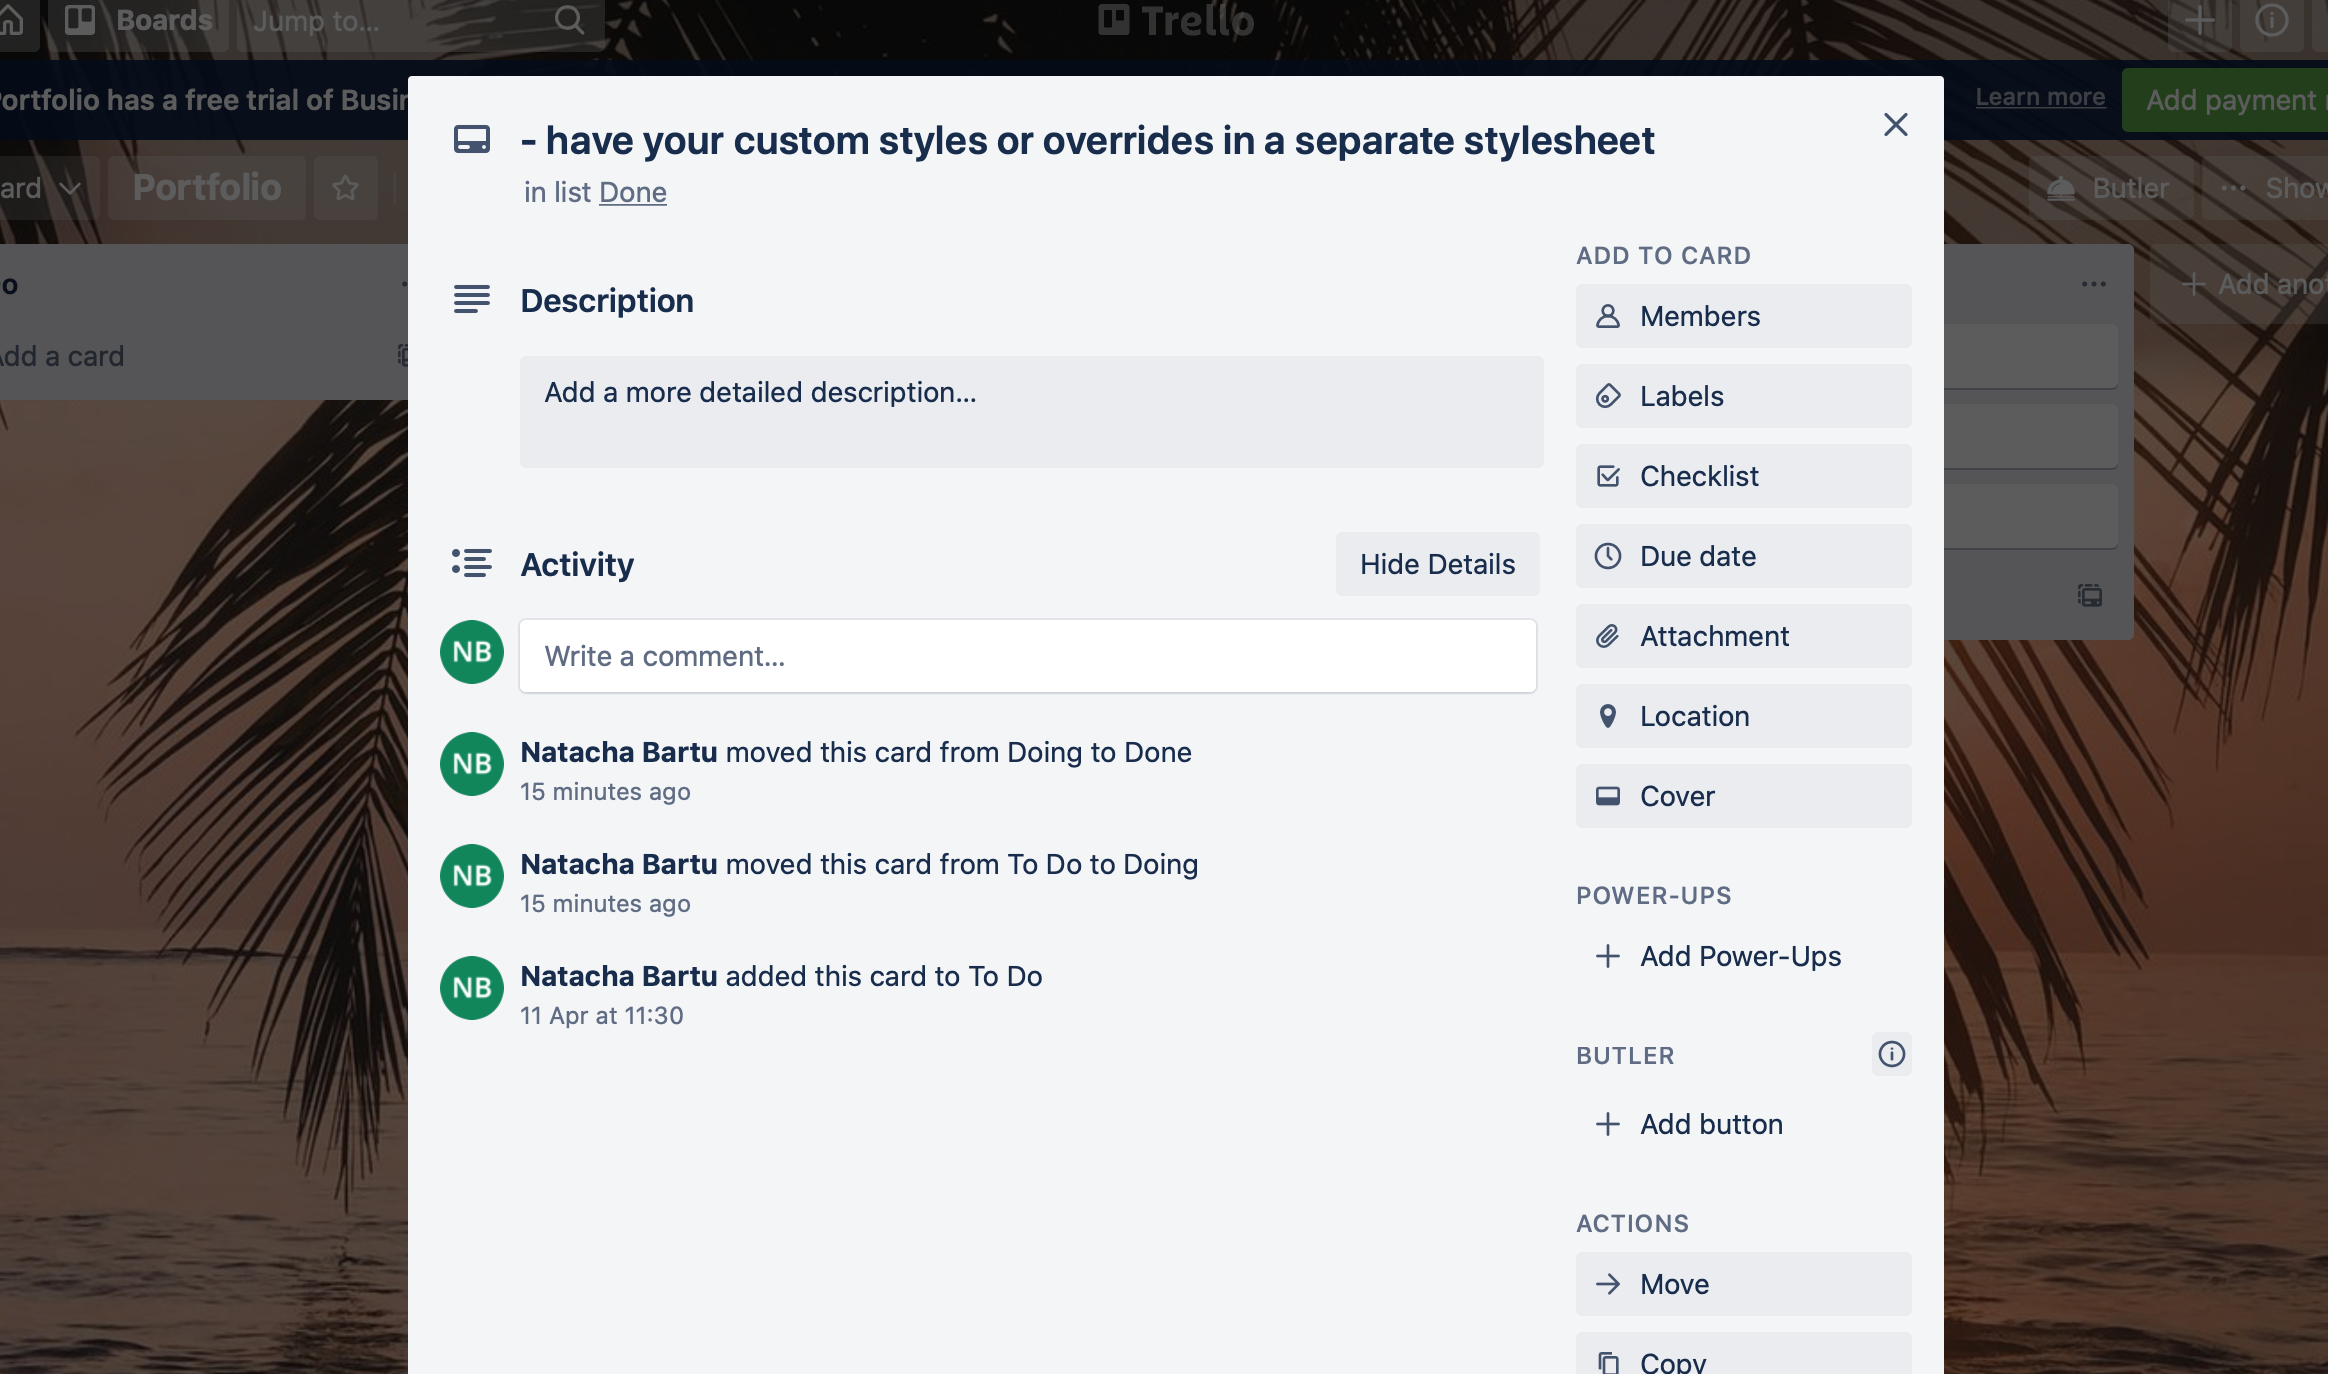 Boards
Jump to...
Trello
ortfolio has a free trial of Busi
Learn more
Add payment
ard
Portfolio
Butler
Show
- have your custom styles or overrides in a separate stylesheet
in list Done
o
Add a card
Add anot
Description
Add a more detailed description...
Activity
Hide Details
NB
Write a comment...
NB
Natacha Bartu moved this card from Doing to Done
15 minutes ago
NB
Natacha Bartu moved this card from To Do to Doing
15 minutes ago
NB
Natacha Bartu added this card to To Do
11 Apr at 11:30
ADD TO CARD
Members
Labels
Checklist
Due date
Attachment
Location
Cover
POWER-UPS
Add Power-Ups
BUTLER
Add button
ACTIONS
Move
Copy